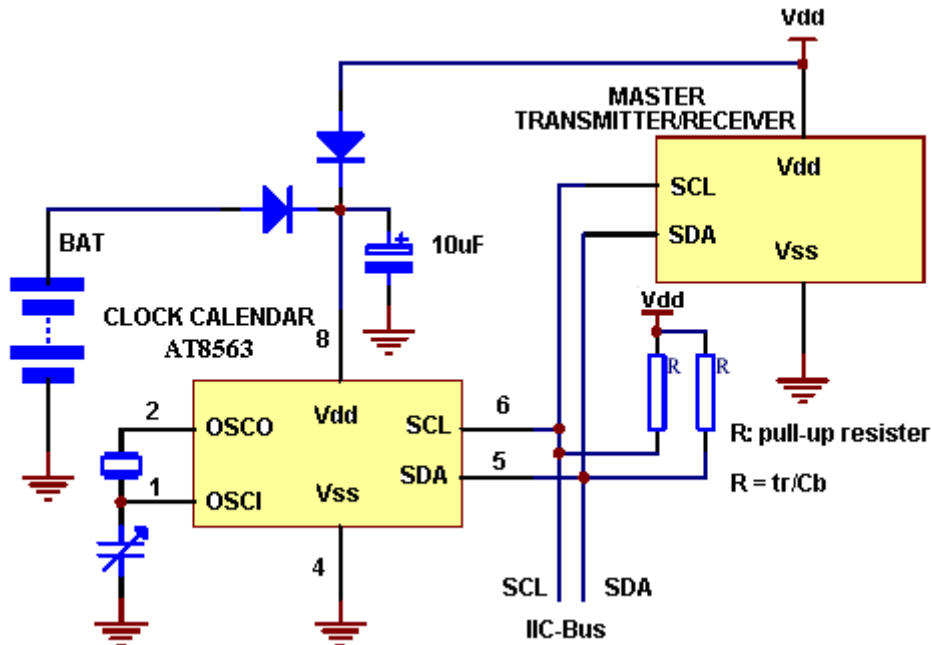 Vdd
MASTER
TRANSMITTER/RECEIVER
Vdd
SCL
SDA
Vss
BAT
10uF
+
Vdd
CLOCK CALENDAR
AT8563
8
R
R
2
OSCO
Vdd
SCL
6
R: pull-up resister
1
OSCI
Vss
SDA
5
R = tr/Cb
4
SCL
SDA
IIC-Bus